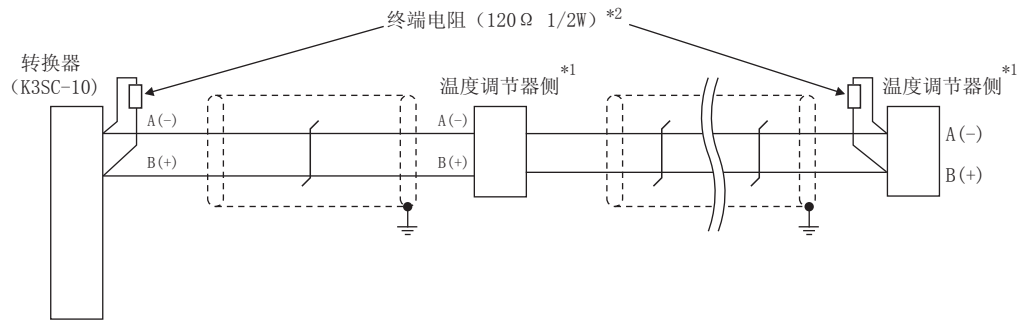 终端电阻（120Ω 1/2W）*2
转换器
（K3SC-10）
温度调节器侧*1
温度调节器侧*1
A(-)
A(-)
A(-)
B(+)
B(+)
B(+)